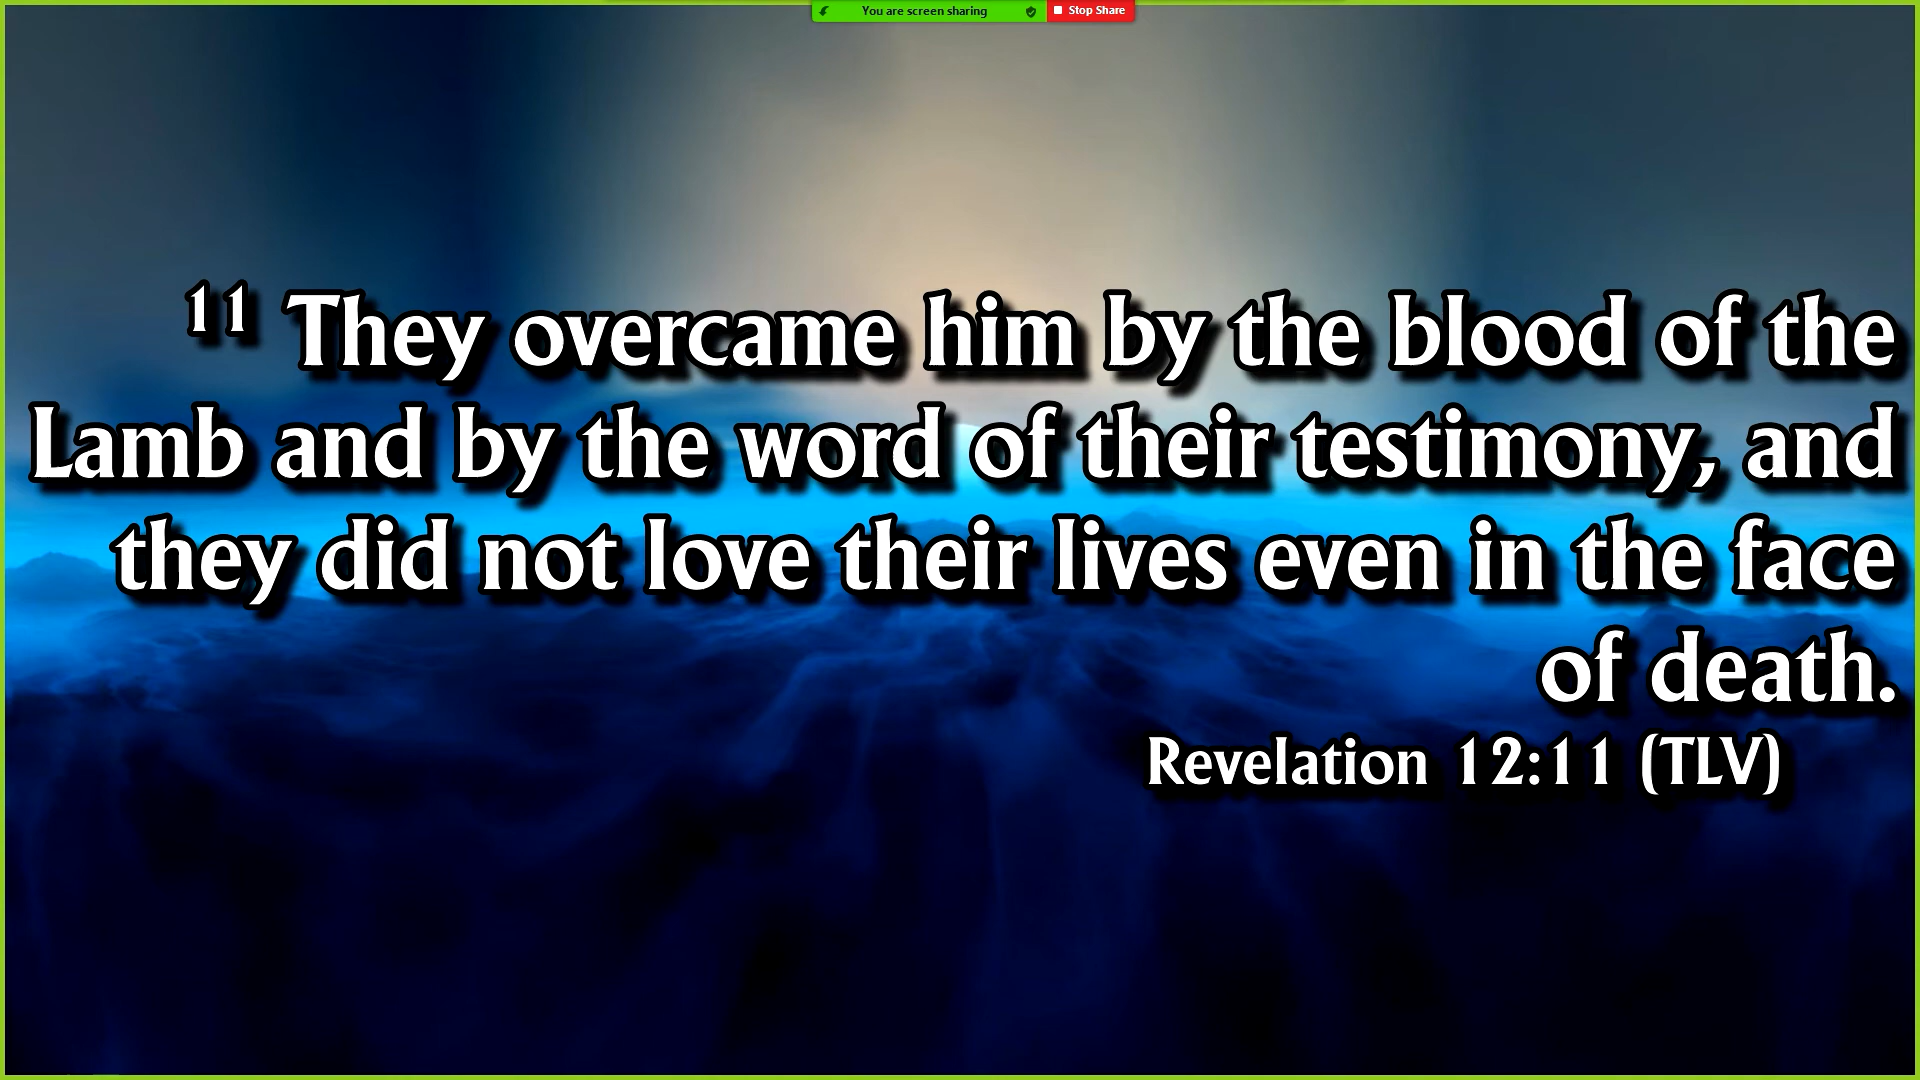 You are screen sharing Stop Share
11 They overcame him by the blood of the
Lamb and by the word of their testimony, and
they did not love their lives even in the face
of death.
Revelation 12:11 (TLV)